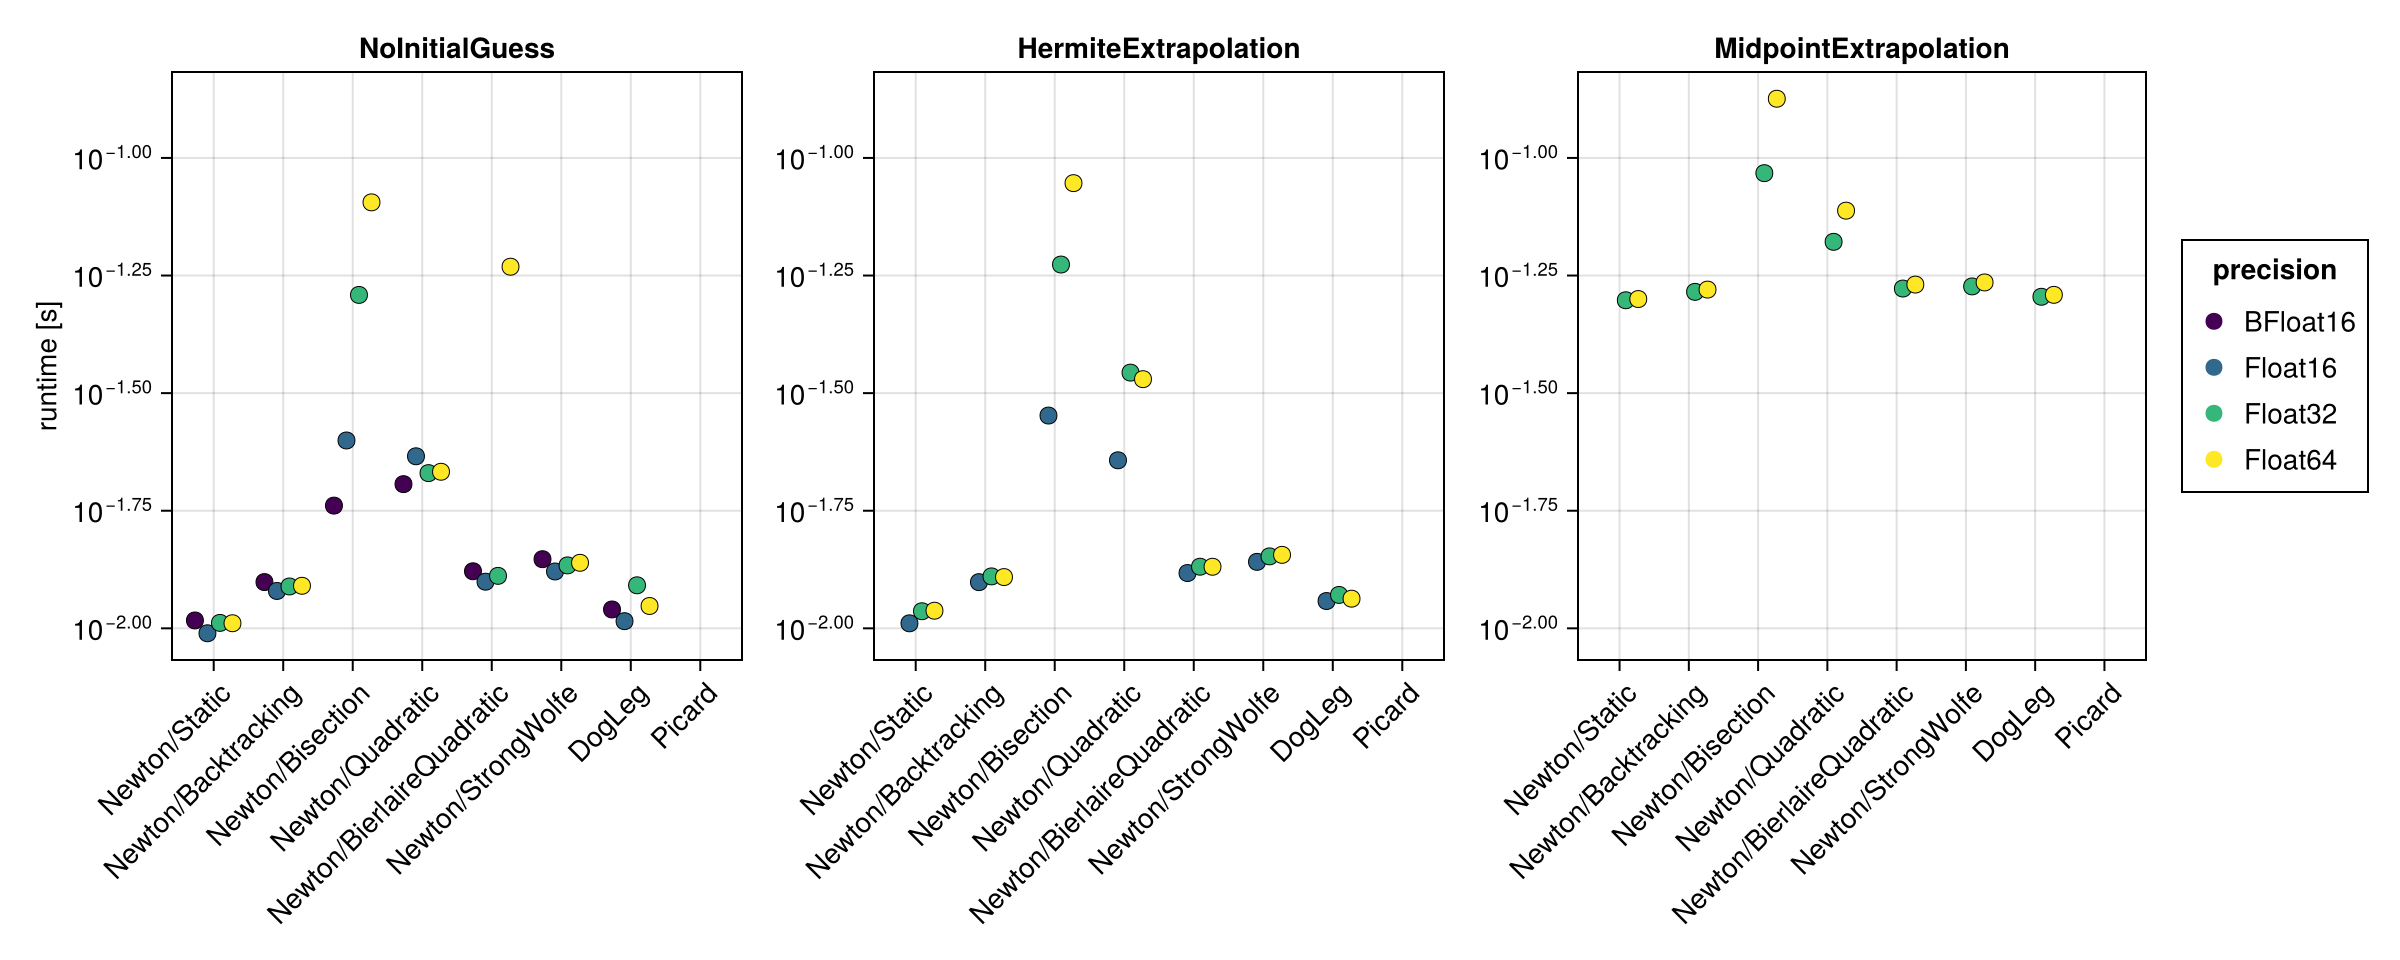 NoInitialGuess
HermiteExtrapolation
MidpointExtrapolation
runtime [s]
10^−1.00
10^−1.25
10^−1.50
10^−1.75
10^−2.00
10^−1.00
10^−1.25
10^−1.50
10^−1.75
10^−2.00
10^−1.00
10^−1.25
10^−1.50
10^−1.75
10^−2.00
Newton/Static
Newton/Backtracking
Newton/Bisection
Newton/Quadratic
Newton/BierlaireQuadratic
Newton/StrongWolfe
DogLeg
Picard
Newton/Static
Newton/Backtracking
Newton/Bisection
Newton/Quadratic
Newton/BierlaireQuadratic
Newton/StrongWolfe
DogLeg
Picard
Newton/Static
Newton/Backtracking
Newton/Bisection
Newton/Quadratic
Newton/BierlaireQuadratic
Newton/StrongWolfe
DogLeg
Picard
precision
BFloat16
Float16
Float32
Float64